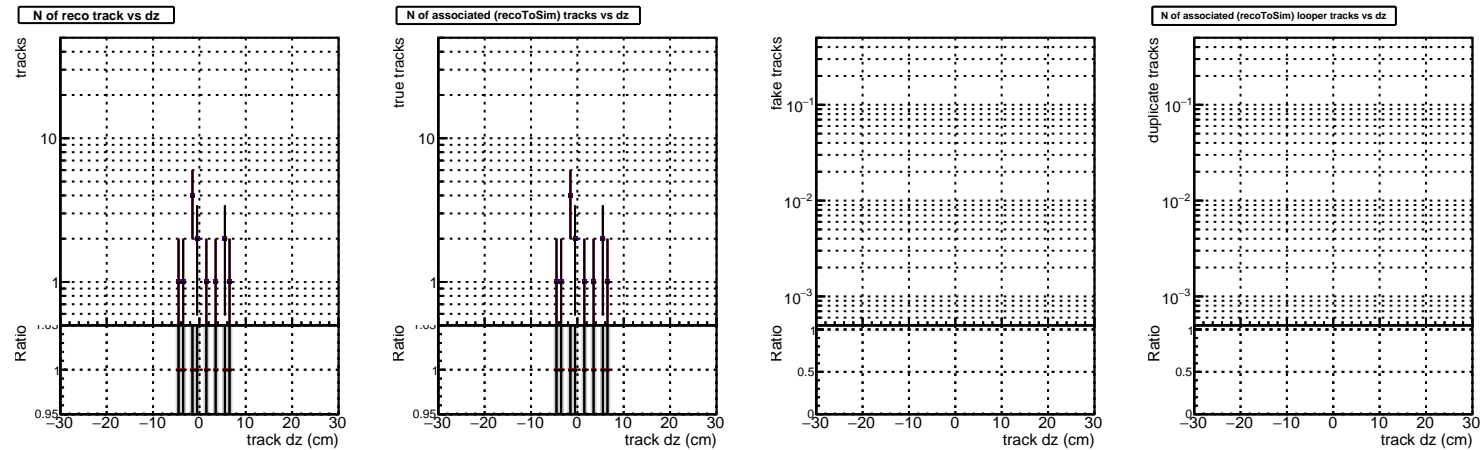 N of reco track vs dz
tracks
10
1
1.05
Ratio
1
0.95
−30 −20 −10 0 10 20 30
track dz (cm)
N of associated (recoToSim) tracks vs dz
true tracks
10
1
1.05
Ratio
1
0.95
−30 −20 −10 0 10 20 30
track dz (cm)
fake tracks
10−1
10−2
10−3
Ratio
1
0.5
0
−30 −20 −10 0 10 20 30
track dz (cm)
N of associated (recoToSim) looper tracks vs dz
duplicate tracks
10−1
10−2
10−3
Ratio
1
0.5
0
−30 −20 −10 0 10 20 30
track dz (cm)